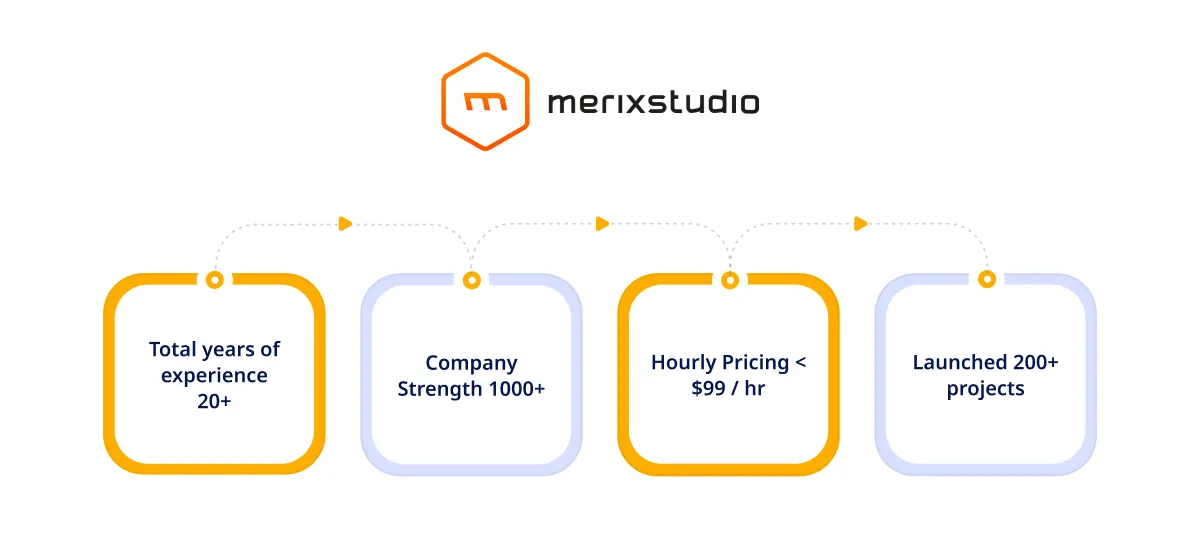 m merixstudio
Total years of
experience
20+
Company
Strength 1000+
Hourly Pricing <
$99 / hr
Launched 200+
projects